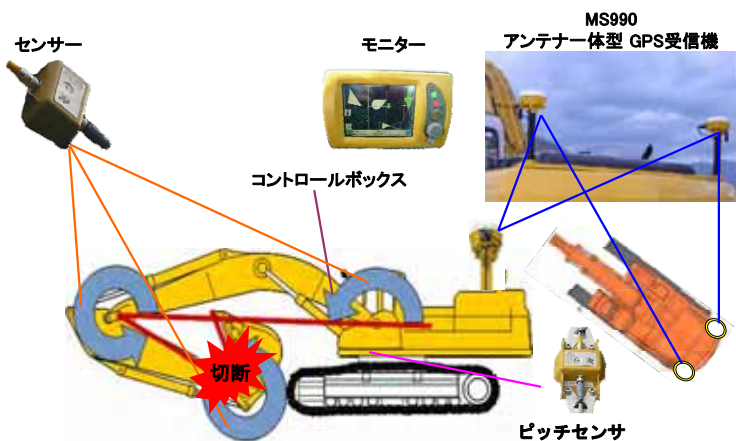 センサー
モニター
MS990
アンテナ一体型 GPS受信機
コントロールボックス
切断
ピッチセンサ